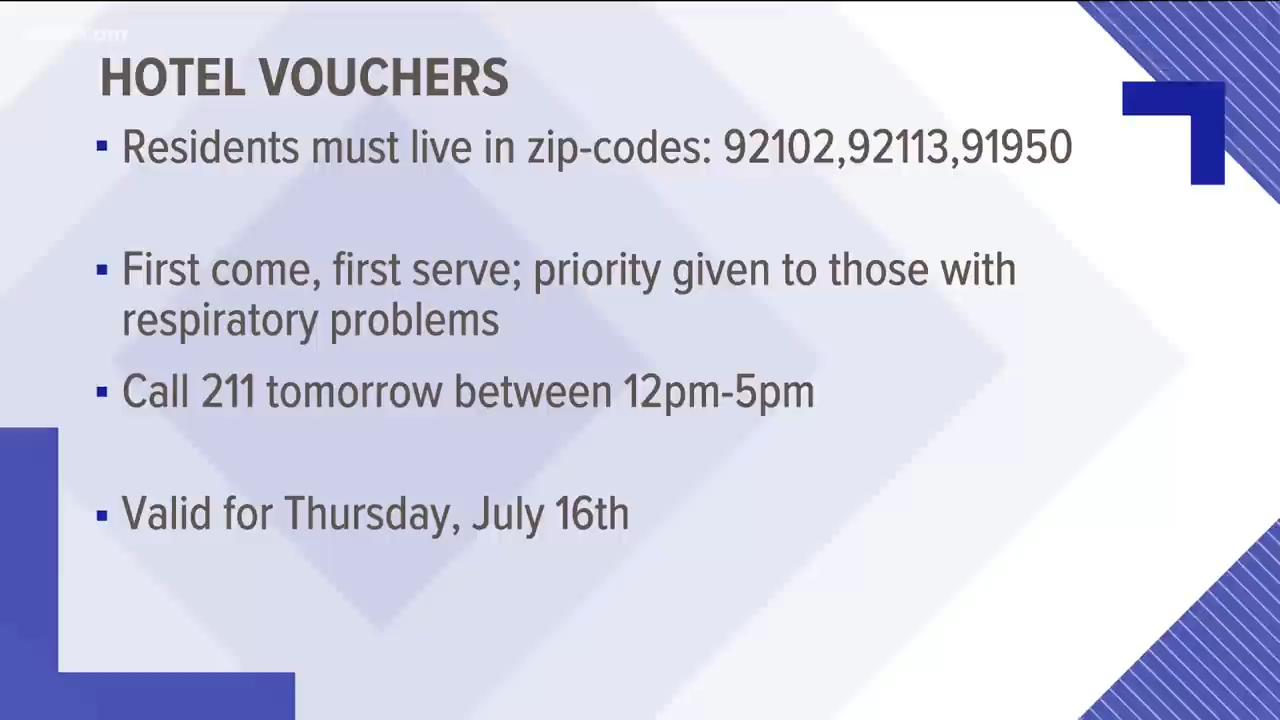 HOTEL VOUCHERS
▪ Residents must live in zip-codes: 92102,92113,91950
▪ First come, first serve; priority given to those with
respiratory problems
▪ Call 211 tomorrow between 12pm-5pm
▪ Valid for Thursday, July 16th